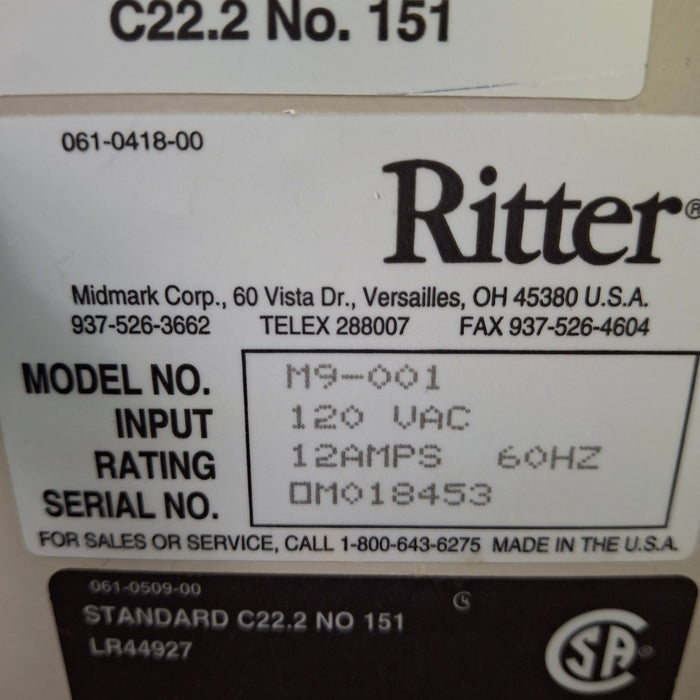 C22.2 No. 151
061-0418-00
Ritter®
Midmark Corp., 60 Vista Dr., Versailles, OH 45380 U.S.A.
937-526-3662 TELEX 288007 FAX 937-526-4604
MODEL NO. M9-001
INPUT 120 VAC
RATING 12AMPS 60HZ
SERIAL NO. OM018453
FOR SALES OR SERVICE, CALL 1-800-643-6275 MADE IN THE U.S.A.
061-0509-00
STANDARD C22.2 NO 151
LR44927
CSA®